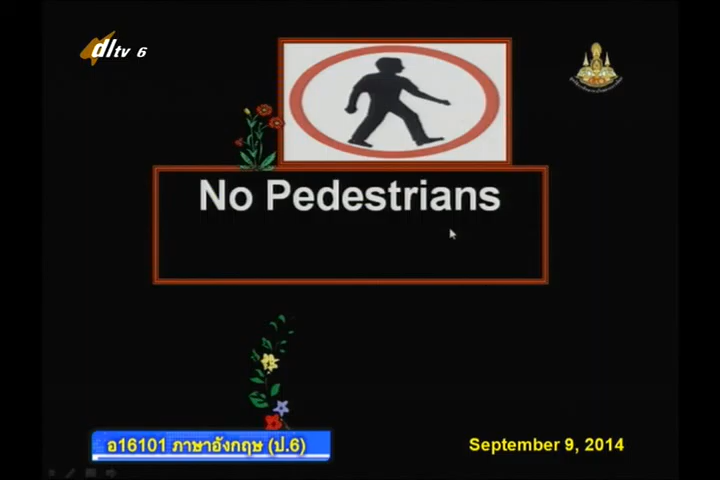 dltv 6
No Pedestrians
อ16101 ภาษาอังกฤษ (ป.6)
September 9, 2014